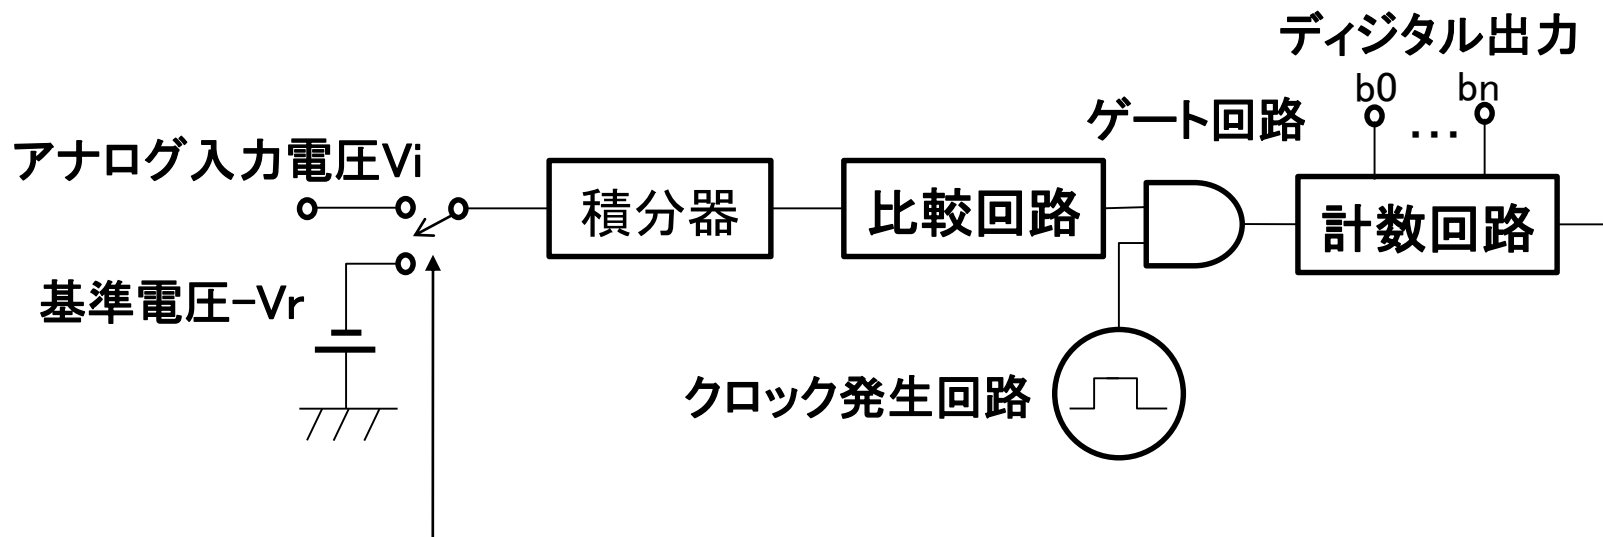 ディジタル出力
b0
bn
…
ゲート回路
アナログ入力電圧Vi
積分器
比較回路
計数回路
基準電圧-Vr
クロック発生回路